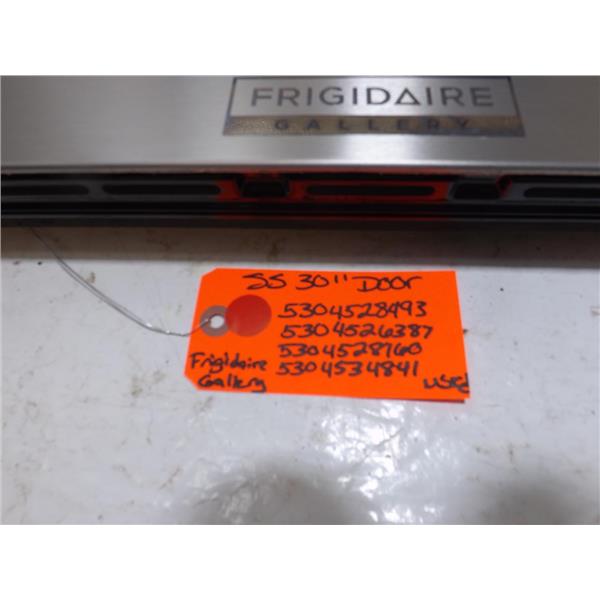 FRIGIDAIRE
GALLERY
SS 30" Door
5304528493
5304526387
5304528760
5304534841
Frigidaire
Gallery
used